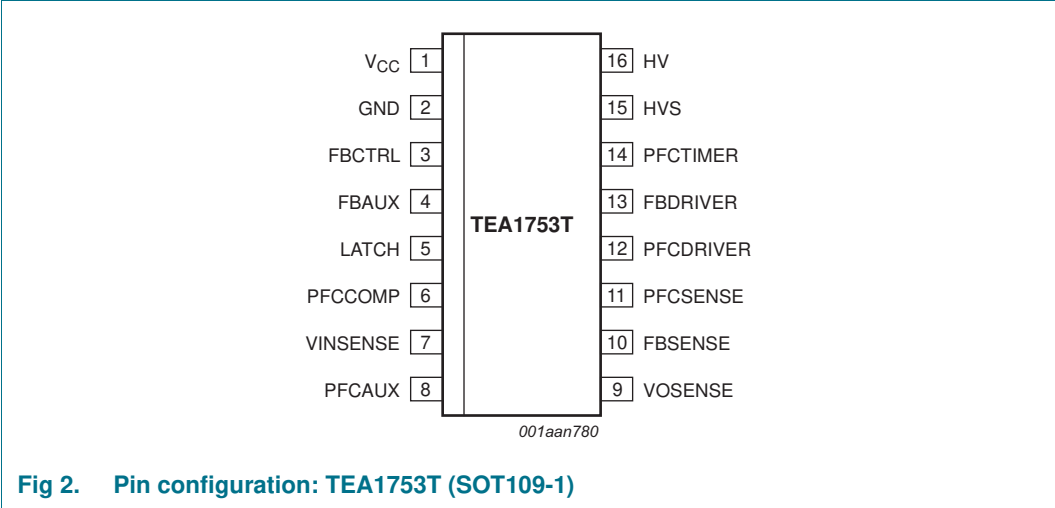 VCC 1 16 HV
GND 2 15 HVS
FBCTRL 3 14 PFCTIMER
FBAUX 4 13 FBDRIVER
TEA1753T
LATCH 5 12 PFCDRIVER
PFCCOMP 6 11 PFCSENSE
VINSENSE 7 10 FBSENSE
PFCAUX 8 9 VOSENSE
001aan780
Fig 2. Pin configuration: TEA1753T (SOT109-1)